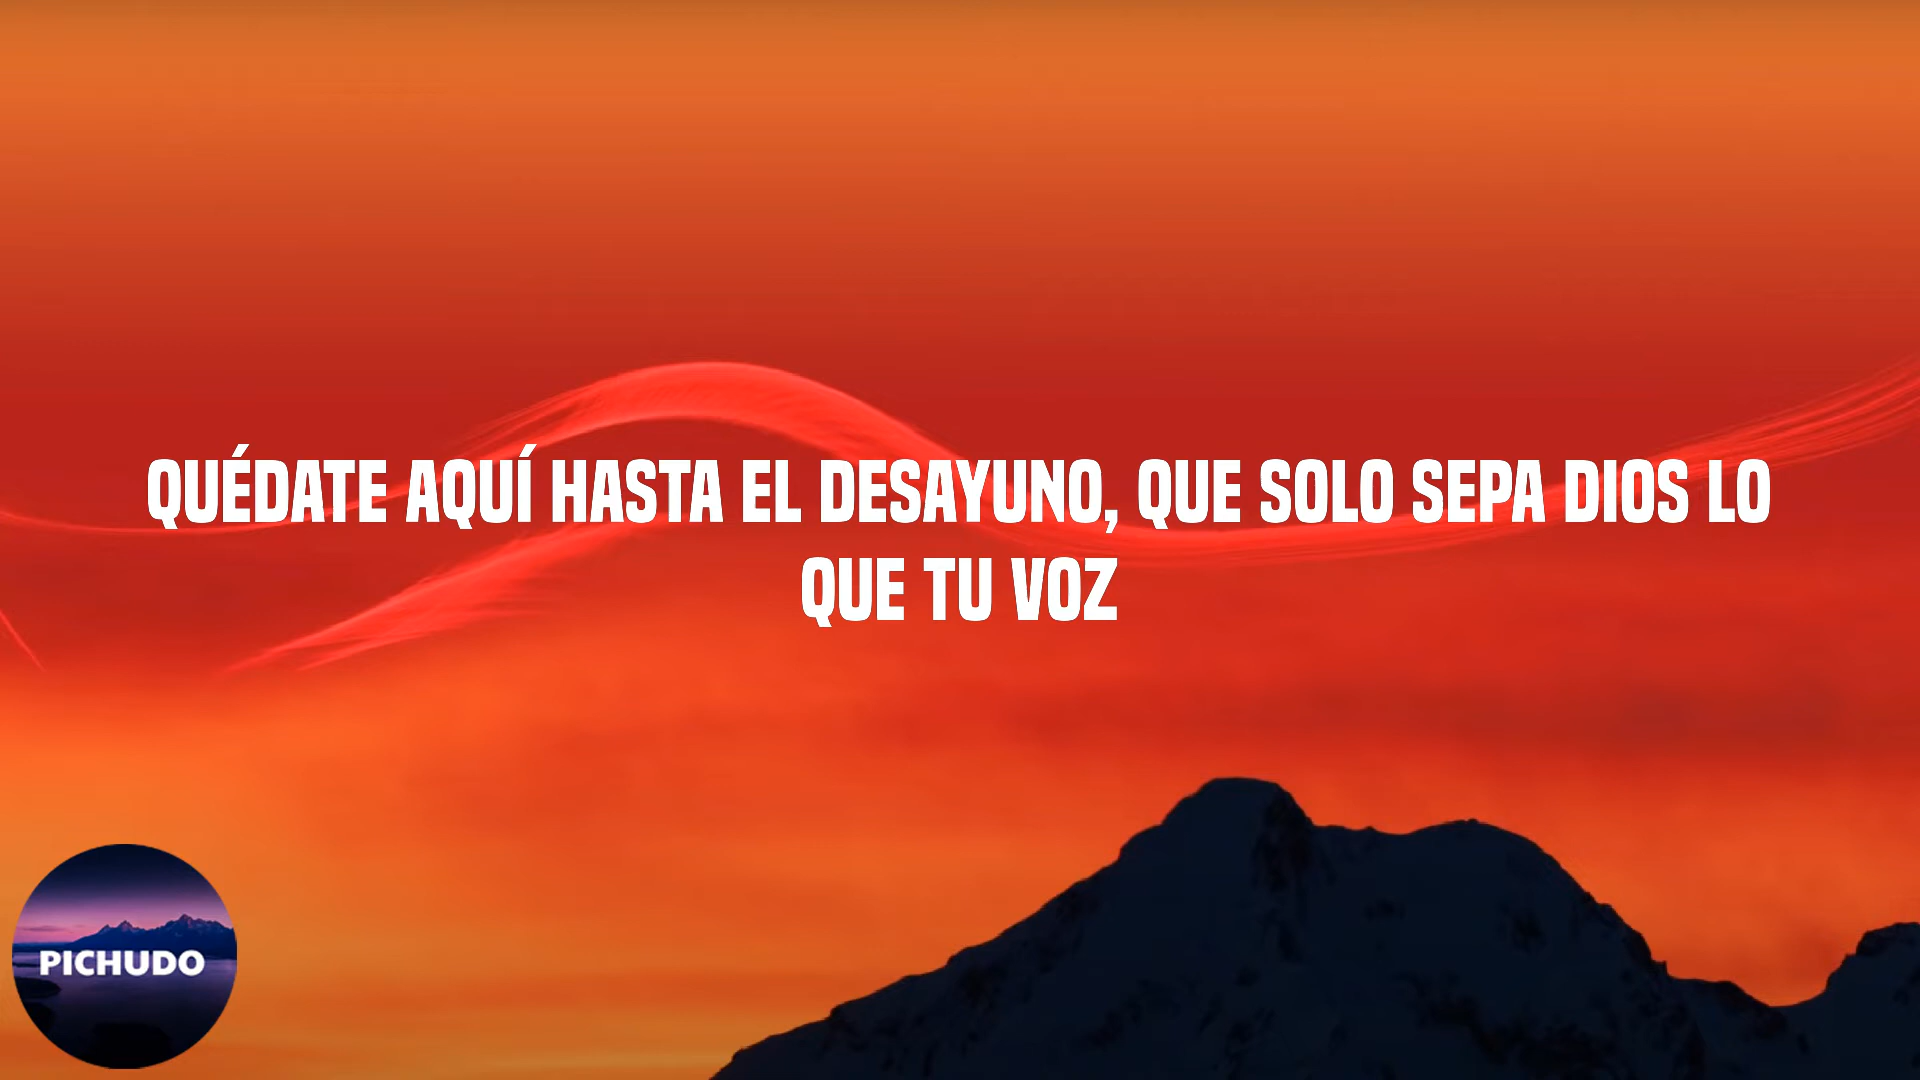 QUÉDATE AQUÍ HASTA EL DESAYUNO, QUE SOLO SEPA DIOS LO
QUE TU VOZ
PICHUDO